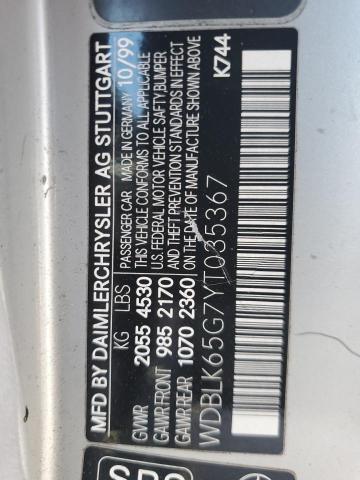 MFD BY DAIMLERCHRYSLER AG STUTTGART
PASSENGER CAR MADE IN GERMANY 10/99
KG LBS
GVWR 2055 4530
GAWR FRONT 985 2170
GAWR REAR 1070 2360
VEHICLE CONFORMS TO ALL APPLICABLE
U.S. FEDERAL MOTOR VEHICLE SAFETY/BUMPER
AND THEFT PREVENTION STANDARDS IN EFFECT
ON THE DATE OF MANUFACTURE SHOWN ABOVE
K744
WDBLK65G7YT035367